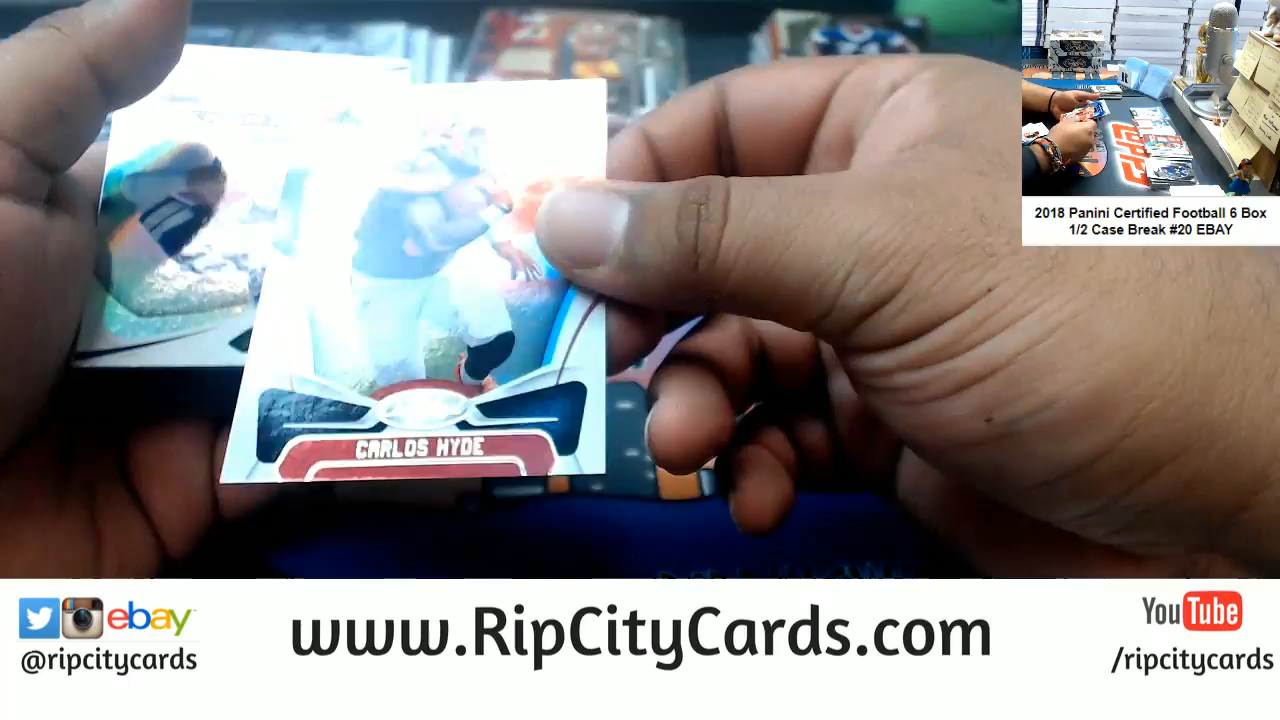 CARLOS HYDE
2018 Panini Certified Football 6 Box
1/2 Case Break #20 EBAY
ebay
@ripcitycards
www.RipCityCards.com
YouTube
/ripcitycards